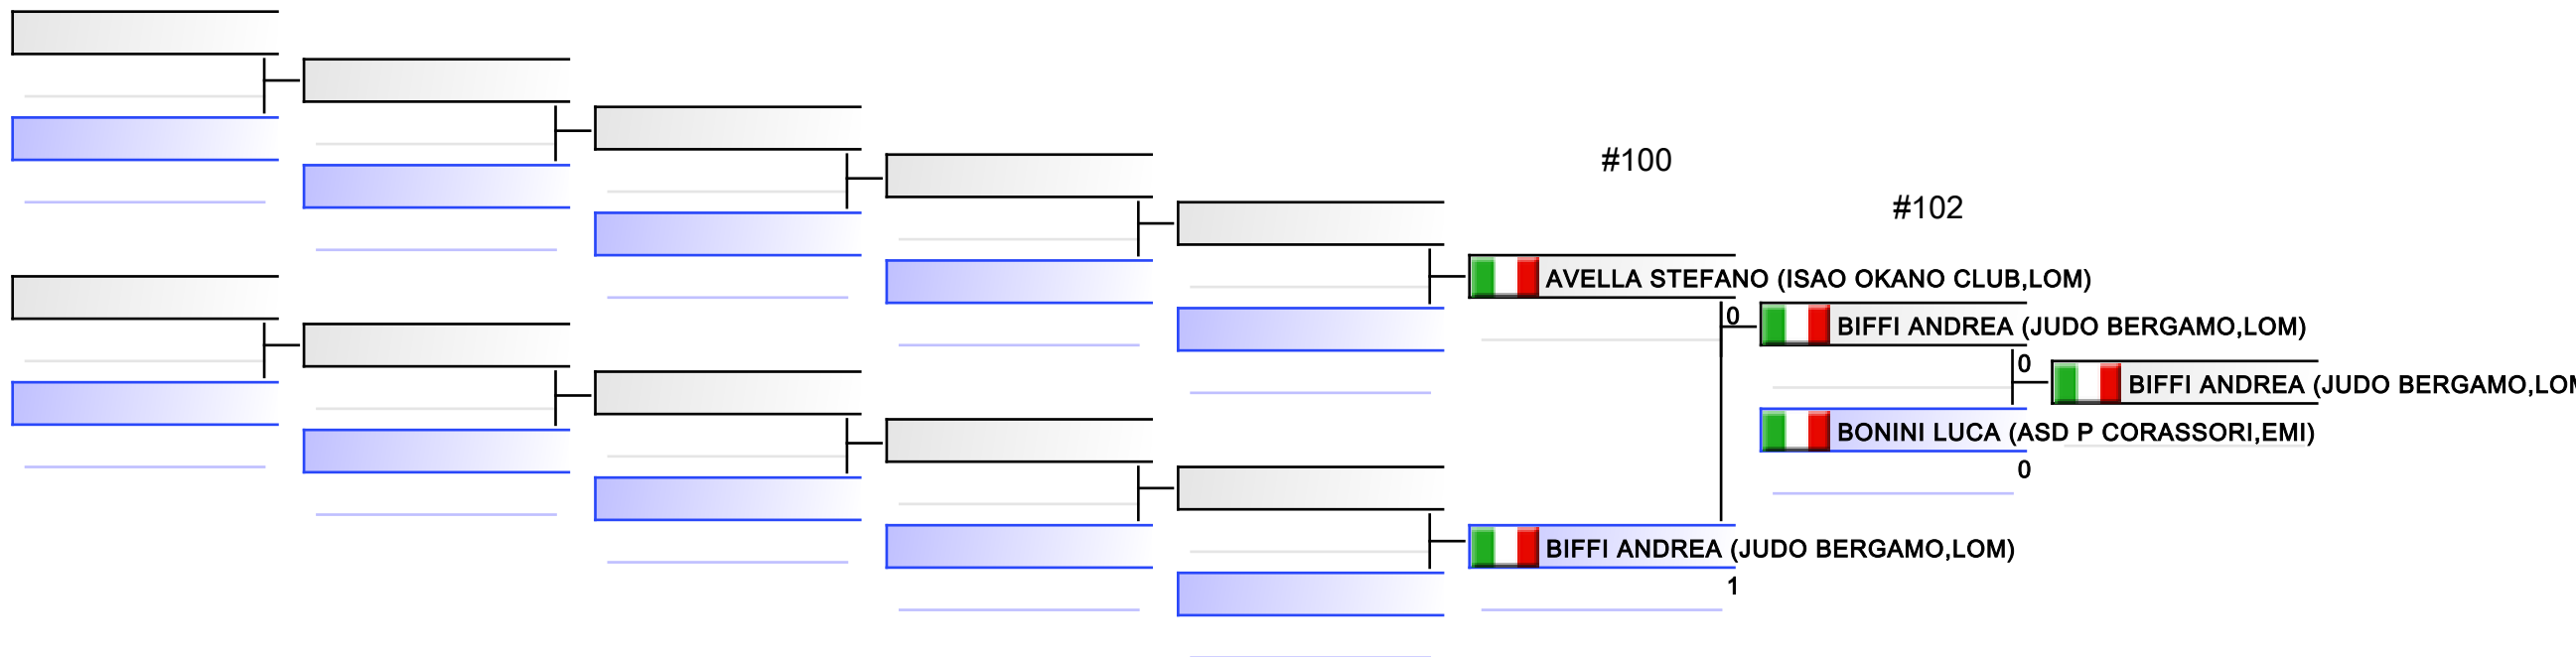 #100
#102
AVELLA STEFANO (ISAO OKANO CLUB,LOM)
0
BIFFI ANDREA (JUDO BERGAMO,LOM)
0
BIFFI ANDREA (JUDO BERGAMO,LOM
BONINI LUCA (ASD P CORASSORI,EMI)
0
BIFFI ANDREA (JUDO BERGAMO,LOM)
1